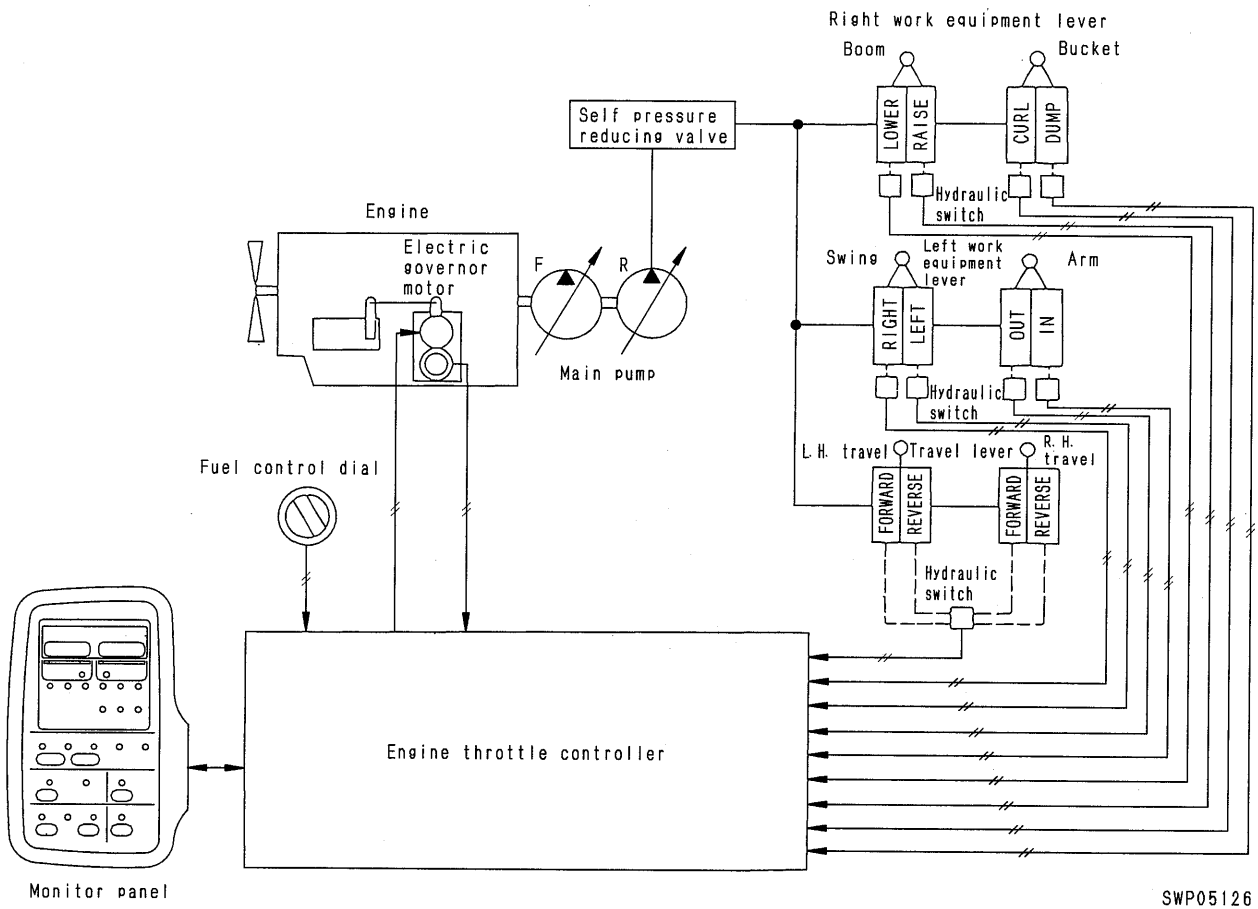 Right work equipment lever
Boom
Bucket
LOWER
RAISE
CURL
DUMP
Hydraulic
switch
Self pressure
reducing valve
Engine
Electric
governor
motor
F
R
Main pump
Swing
Left work
equipment
lever
Arm
RIGHT
LEFT
OUT
IN
Hydraulic
switch
L.H. travel
Travel lever
R.H.
travel
FORWARD
REVERSE
FORWARD
REVERSE
Hydraulic
switch
Fuel control dial
Engine throttle controller
Monitor panel
SWP05126